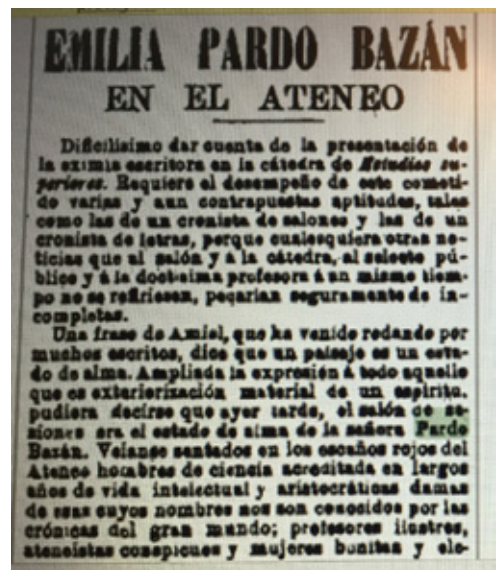 EMILIA PARDO BAZÁN
EN EL ATENEO
Dificilísimo dar cuenta de la presentación de
la eximia escritora en la cátedra de Estudios su-
periores. Requiere el desempeño de este cometi-
do varias y aun contrapuestas aptitudes, tales
como las de un cronista de salones y las de un
cronista de letras, porque cualesquiera otras no-
ticias que al salón y á la cátedra, al selecto pú-
blico y á la doctísima profesora á un mismo tiem-
po no se refiriesen, pecarían seguramente de in-
completas.
Una frase de Amiel, que ha venido rodando por
muchos escritos, dice que un paisaje es un esta-
do de alma. Ampliada la expresión á todo aquello
que es exteriorización material de un espíritu,
pudiera decirse que ayer tarde, el salón de se-
siones era el estado de alma de la señora Pardo
Bazán. Veíanse sentados en los escaños rojos del
Ateneo hombres de ciencia acreditada en largos
años de vida intelectual y aristocráticas damas
de esas cuyos nombres nos son conocidos por las
crónicas del gran mundo; profesores ilustres,
ateneístas conspicuos y mujeres bonitas y ele-